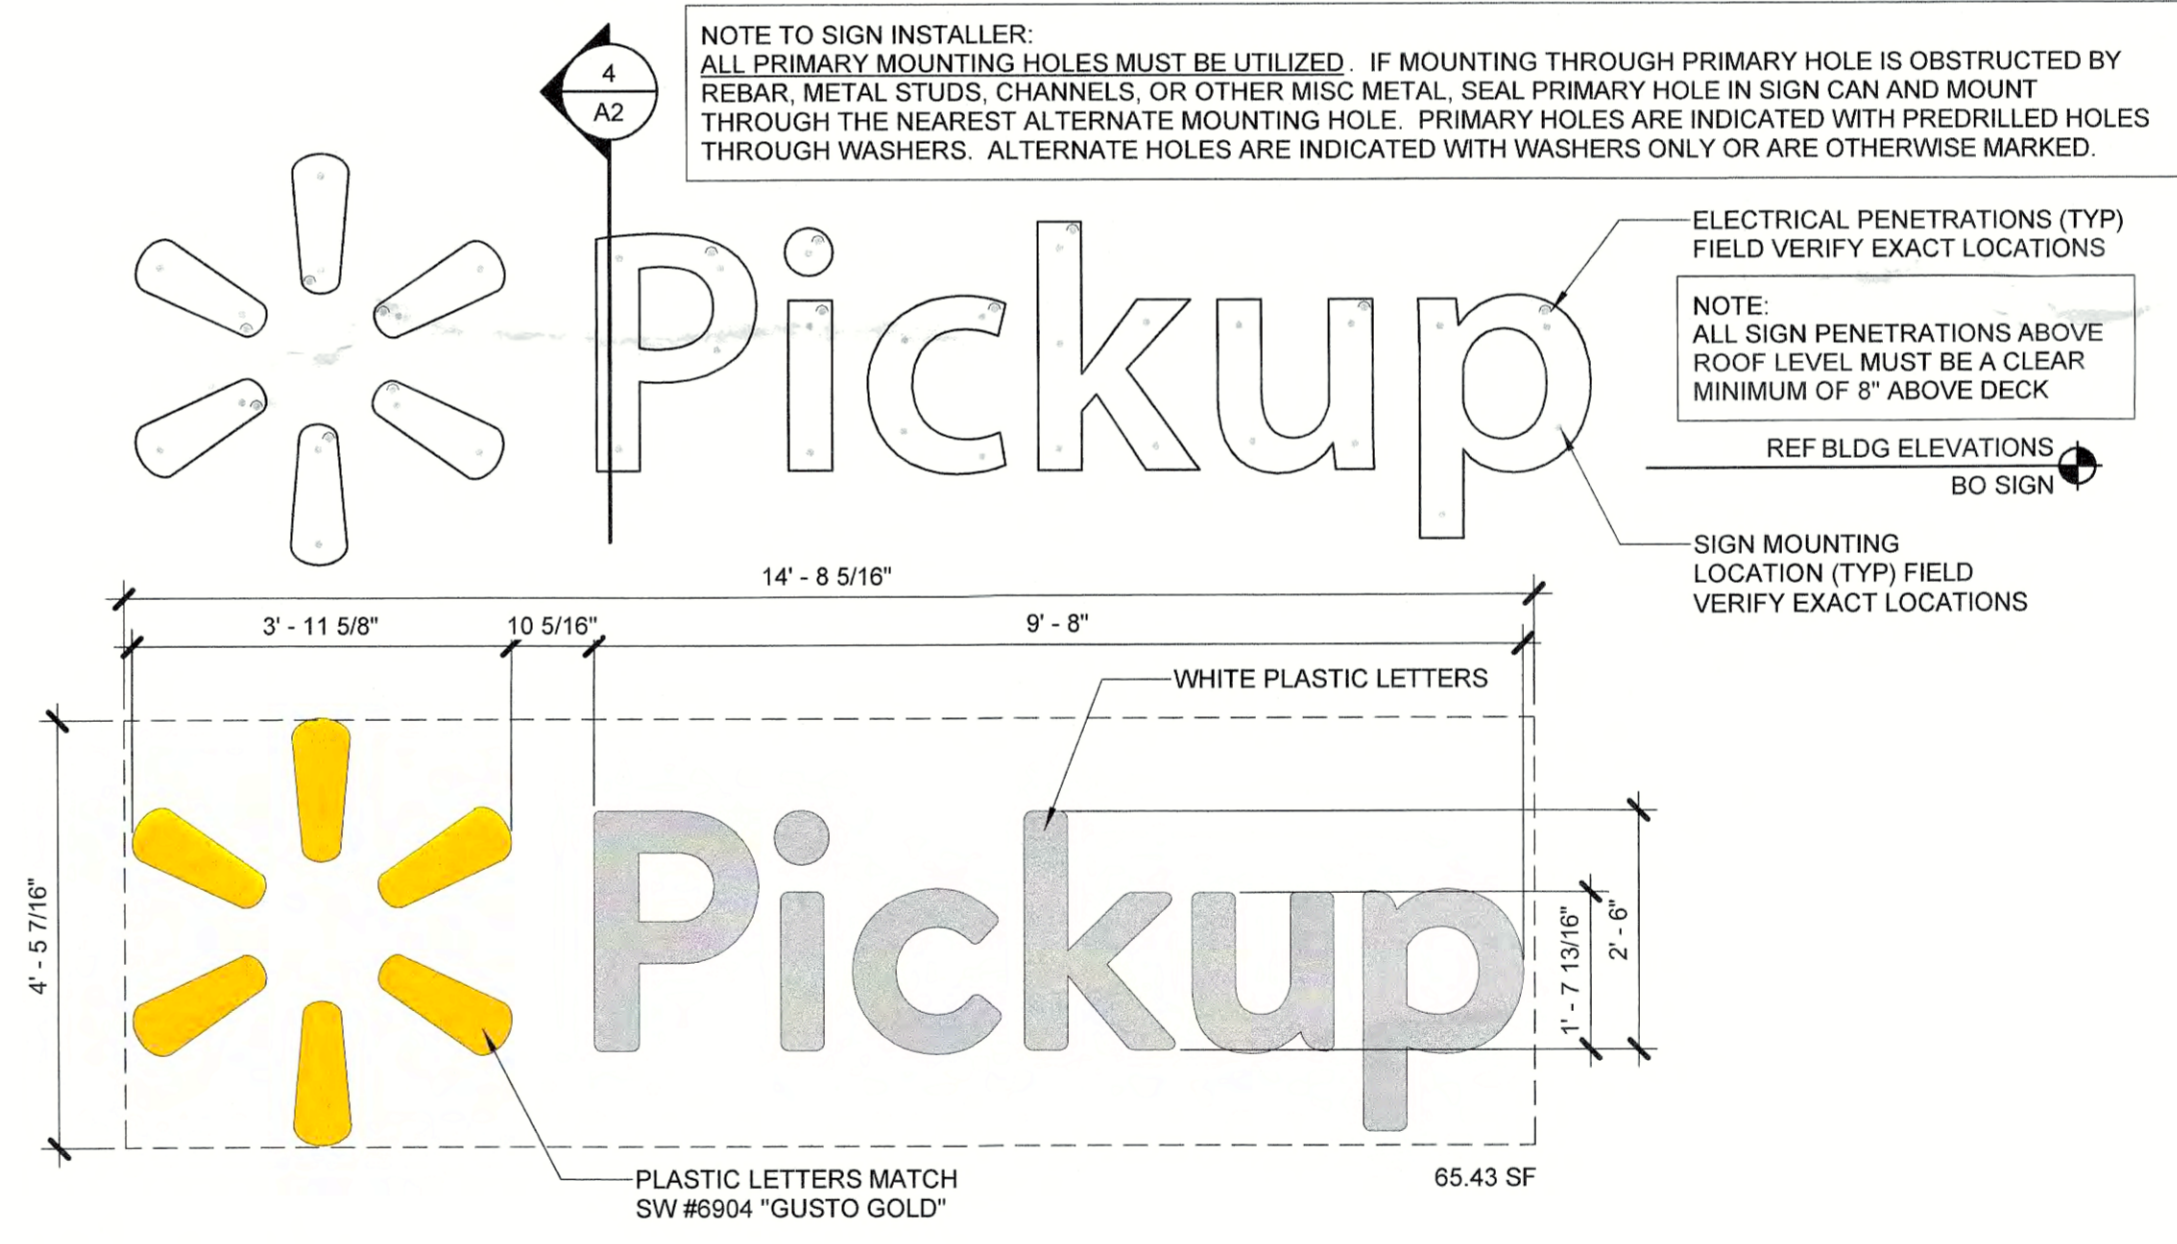 4
A2
NOTE TO SIGN INSTALLER:
ALL PRIMARY MOUNTING HOLES MUST BE UTILIZED. IF MOUNTING THROUGH PRIMARY HOLE IS OBSTRUCTED BY
REBAR, METAL STUDS, CHANNELS, OR OTHER MISC METAL, SEAL PRIMARY HOLE IN SIGN CAN AND MOUNT
THROUGH THE NEAREST ALTERNATE MOUNTING HOLE. PRIMARY HOLES ARE INDICATED WITH PREDRILLED HOLES
THROUGH WASHERS. ALTERNATE HOLES ARE INDICATED WITH WASHERS ONLY OR ARE OTHERWISE MARKED.
Pickup
ELECTRICAL PENETRATIONS (TYP)
FIELD VERIFY EXACT LOCATIONS
NOTE:
ALL SIGN PENETRATIONS ABOVE
ROOF LEVEL MUST BE A CLEAR
MINIMUM OF 8" ABOVE DECK
REF BLDG ELEVATIONS
BO SIGN
SIGN MOUNTING
LOCATION (TYP) FIELD
VERIFY EXACT LOCATIONS
14' - 8 5/16"
3' - 11 5/8"
10 5/16"
9' - 8"
WHITE PLASTIC LETTERS
4' - 5 7/16"
Pickup
1' - 7 13/16"
2' - 6"
PLASTIC LETTERS MATCH
SW #6904 "GUSTO GOLD"
65.43 SF